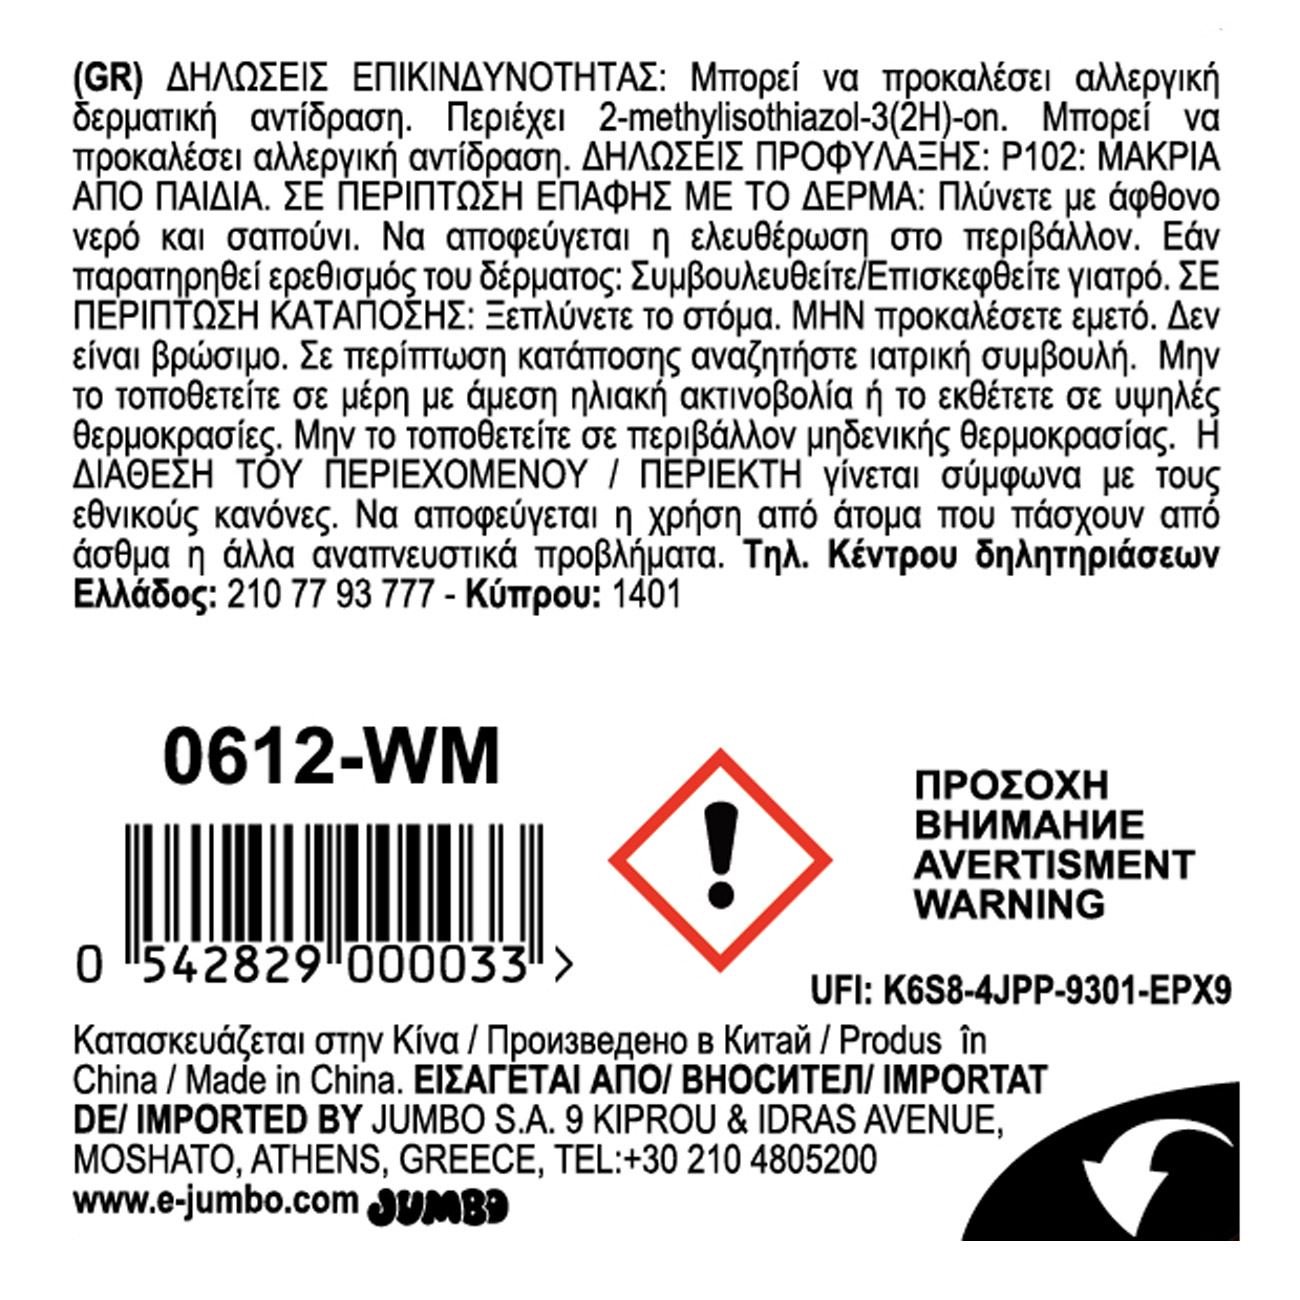 (GR) ΔΗΛΩΣΕΙΣ ΕΠΙΚΙΝΔΥΝΟΤΗΤΑΣ: Μπορεί να προκαλέσει αλλεργική
δερματική αντίδραση. Περιέχει 2-methylisothiazol-3(2H)-on. Μπορεί να
προκαλέσει αλλεργική αντίδραση. ΔΗΛΩΣΕΙΣ ΠΡΟΦΥΛΑΞΗΣ: P102: ΜΑΚΡΙΑ
ΑΠΟ ΠΑΙΔΙΑ. ΣΕ ΠΕΡΙΠΤΩΣΗ ΕΠΑΦΗΣ ΜΕ ΤΟ ΔΕΡΜΑ: Πλύνετε με άφθονο
νερό και σαπούνι. Να αποφεύγεται η ελευθέρωση στο περιβάλλον. Εάν
παρατηρηθεί ερεθισμός του δέρματος: Συμβουλευθείτε/Επισκεφθείτε γιατρό. ΣΕ
ΠΕΡΙΠΤΩΣΗ ΚΑΤΑΠΟΣΗΣ: Ξεπλύνετε το στόμα. ΜΗΝ προκαλέσετε εμετό. Δεν
είναι βρώσιμο. Σε περίπτωση κατάποσης αναζητήστε ιατρική συμβουλή. Μην
το τοποθετείτε σε μέρη με άμεση ηλιακή ακτινοβολία ή το εκθέτετε σε υψηλές
θερμοκρασίες. Μην το τοποθετείτε σε περιβάλλον μηδενικής θερμοκρασίας. Η
ΔΙΑΘΕΣΗ ΤΟΥ ΠΕΡΙΕΧΟΜΕΝΟΥ / ΠΕΡΙΕΚΤΗ γίνεται σύμφωνα με τους
εθνικούς κανόνες. Να αποφεύγεται η χρήση από άτομα που πάσχουν από
άσθμα η άλλα αναπνευστικά προβλήματα. Τηλ. Κέντρου δηλητηριάσεων
Ελλάδος: 210 77 93 777 - Κύπρου: 1401
0612-WM
0 542829 000033 >
ΠΡΟΣΟΧΗ
ВНИМАНИЕ
AVERTISMENT
WARNING
UFI: K6S8-4JPP-9301-EPX9
Κατασκευάζεται στην Κίνα / Произведено в Китай / Produs în
China / Made in China. ΕΙΣΑΓΕΤΑΙ ΑΠΟ/ ВНОСИТЕЛ/ IMPORTAT
DE/ IMPORTED BY JUMBO S.A. 9 KIPROU & IDRAS AVENUE,
MOSHATO, ATHENS, GREECE, TEL:+30 210 4805200
www.e-jumbo.com JUMBO